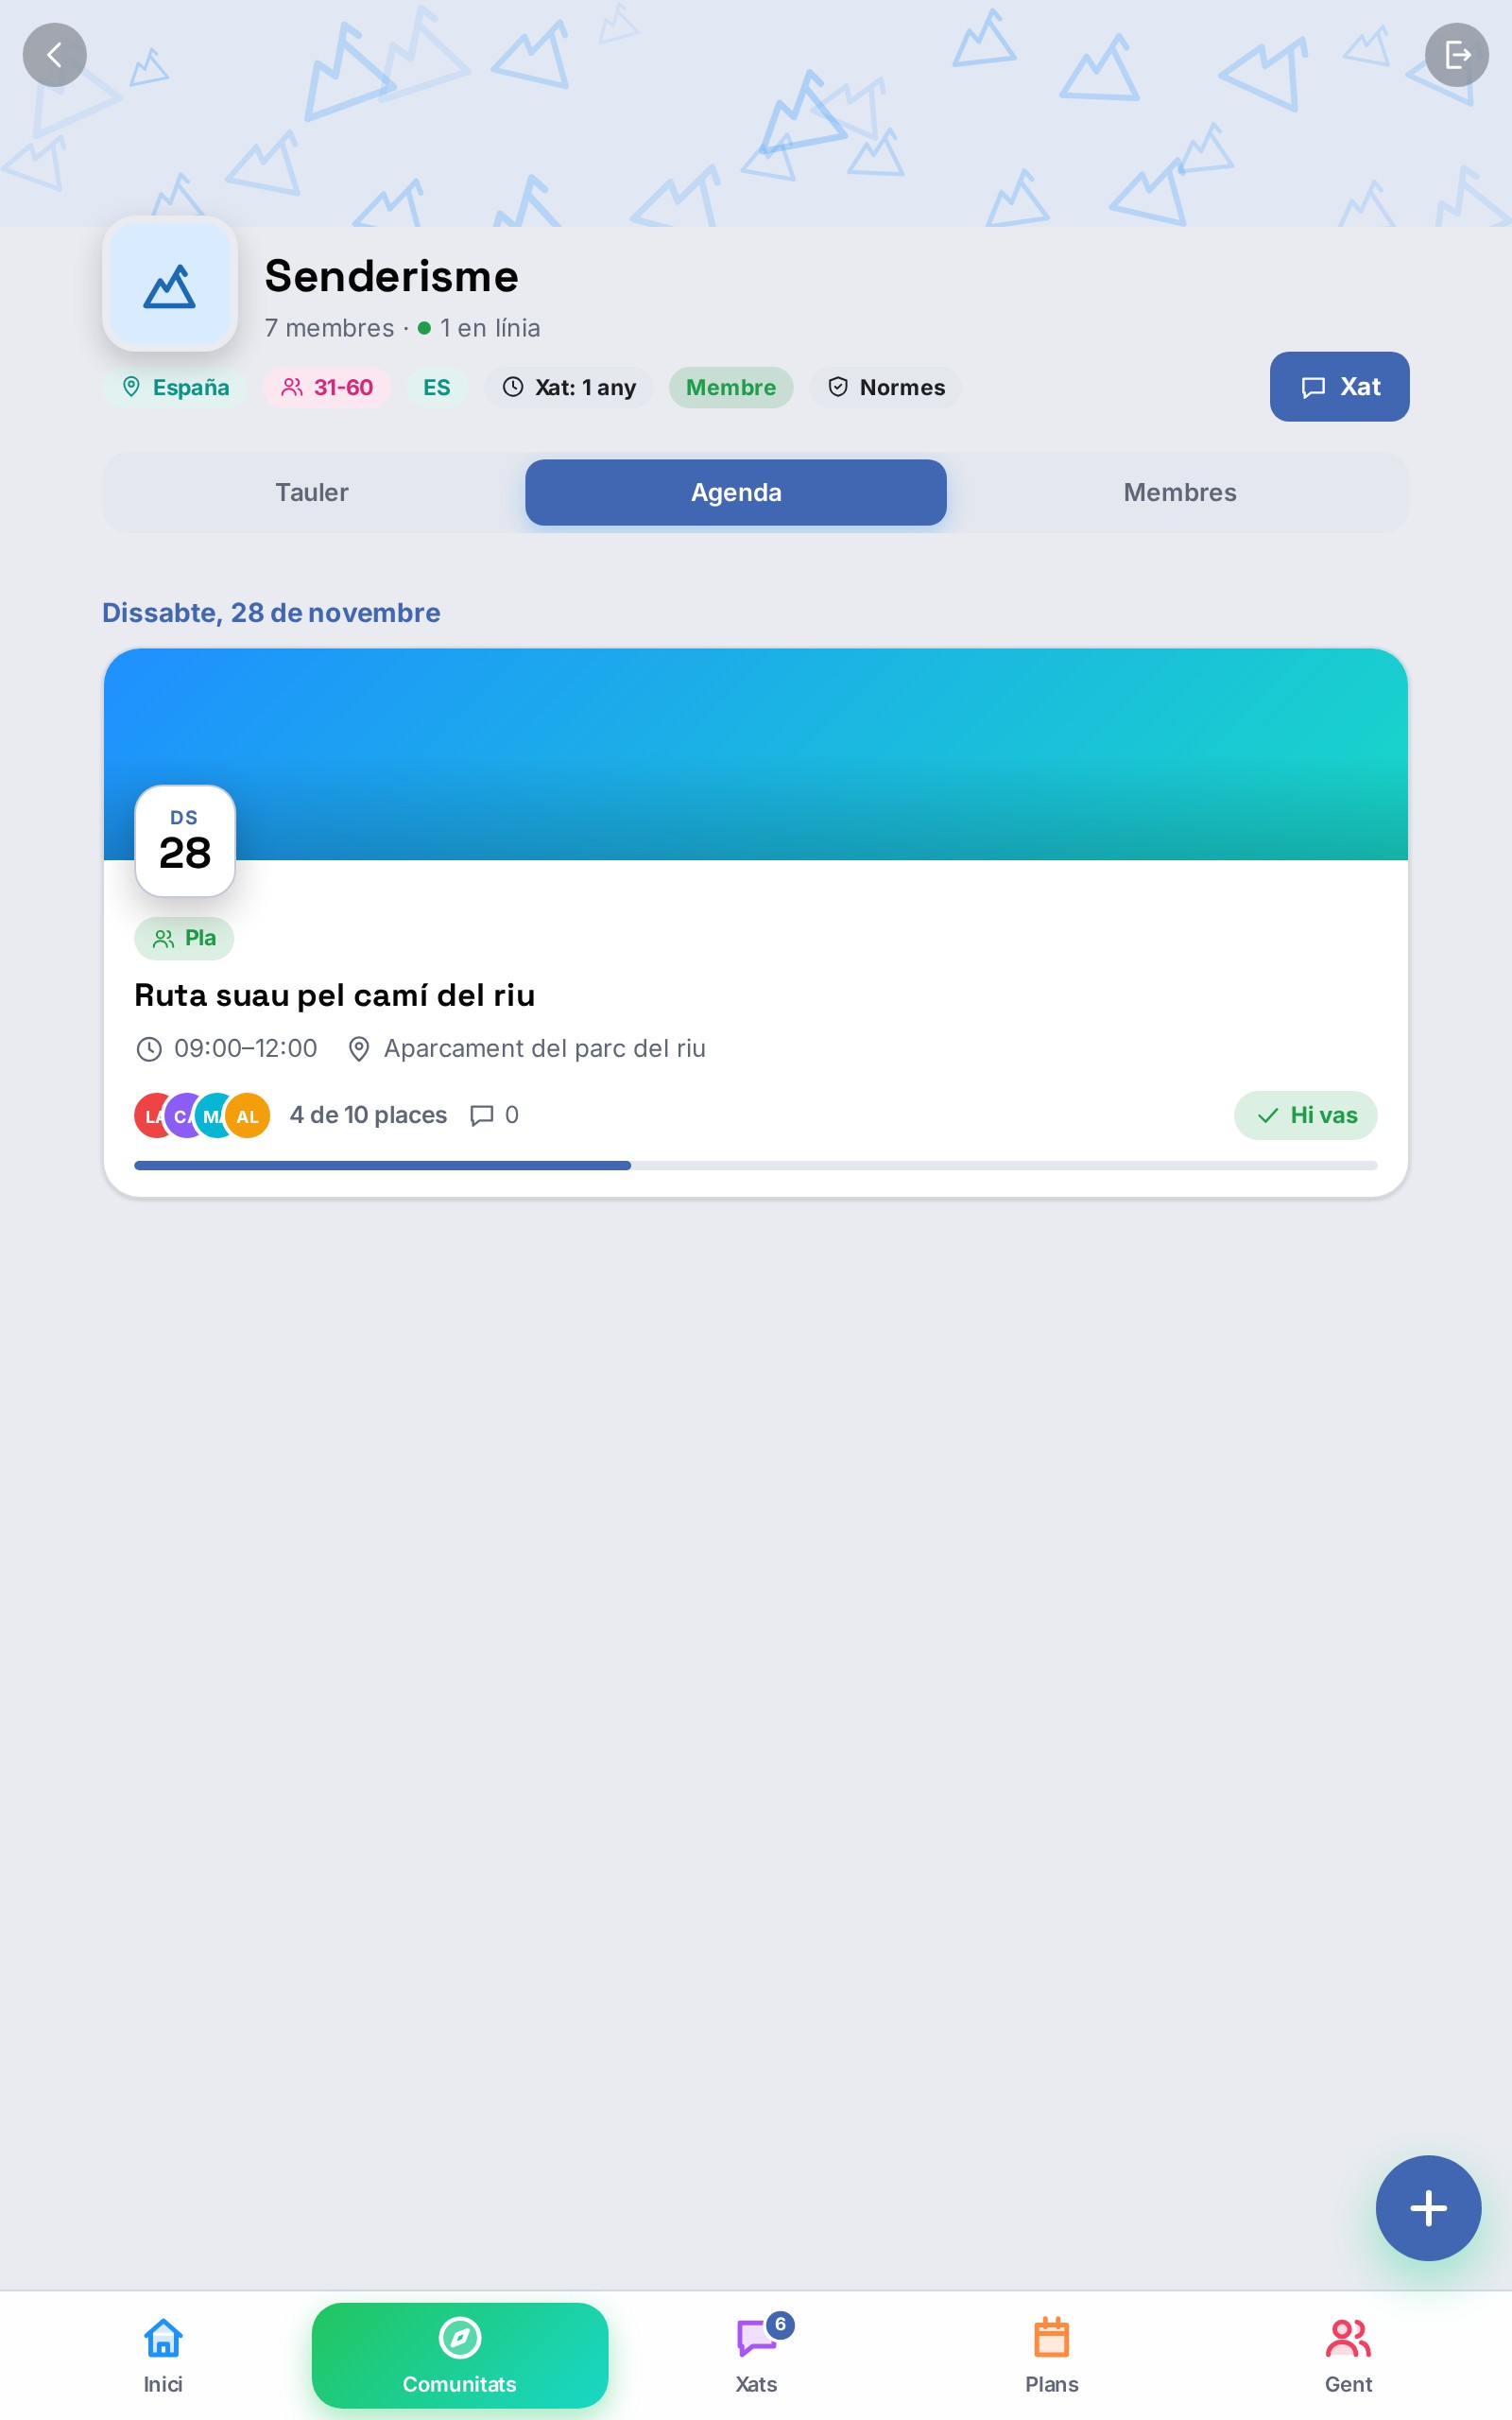 Senderisme
7 membres · 1 en línia
España 31-60 ES Xat: 1 any Membre Normes Xat
Tauler Agenda Membres
Dissabte, 28 de novembre
DS
28
Pla
Ruta suau pel camí del riu
09:00–12:00 Aparcament del parc del riu
AL 4 de 10 places 0 Hi vas
6
Inici Comunitats Xats Plans Gent